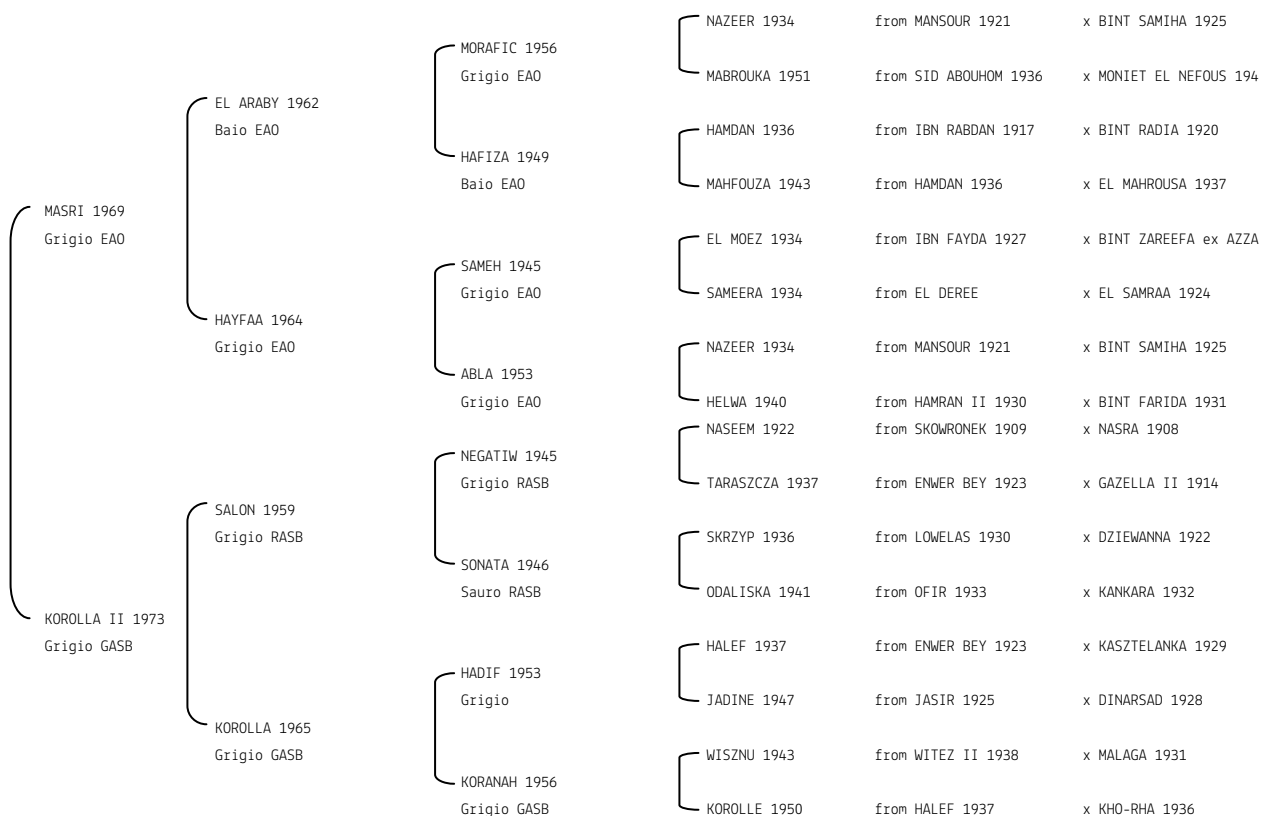 NAZEER 1934 from MANSOUR 1921 x BINT SAMIHA 1925
MORAFIC 1956
Grigio EAO MABROUKA 1951 from SID ABOUHOM 1936 x MONIET EL NEFOUS 194
EL ARABY 1962
Baio EAO HAMDAN 1936 from IBN RABDAN 1917 x BINT RADIA 1920
HAFIZA 1949
Baio EAO MAHFOUZA 1943 from HAMDAN 1936 x EL MAHROUSA 1937
MASRI 1969
Grigio EAO EL MOEZ 1934 from IBN FAYDA 1927 x BINT ZAREEFA ex AZZA
SAMEH 1945
Grigio EAO SAMEERA 1934 from EL DEREE x EL SAMRAA 1924
HAYFAA 1964
Grigio EAO NAZEER 1934 from MANSOUR 1921 x BINT SAMIHA 1925
ABLA 1953
Grigio EAO HELWA 1940 from HAMRAN II 1930 x BINT FARIDA 1931
NASEEM 1922 from SKOWRONEK 1909 x NASRA 1908
NEGATIW 1945
Grigio RASB TARASZCZA 1937 from ENWER BEY 1923 x GAZELLA II 1914
SALON 1959
Grigio RASB SKRZYP 1936 from LOWELAS 1930 x DZIEWANNA 1922
SONATA 1946
Sauro RASB ODALISKA 1941 from OFIR 1933 x KANKARA 1932
KOROLLA II 1973
Grigio GASB HALEF 1937 from ENWER BEY 1923 x KASZTELANKA 1929
HADIF 1953
Grigio JADINE 1947 from JASIR 1925 x DINARSAD 1928
KOROLLA 1965
Grigio GASB WISZNU 1943 from WITEZ II 1938 x MALAGA 1931
KORANAH 1956
Grigio GASB KOROLLE 1950 from HALEF 1937 x KHO-RHA 1936